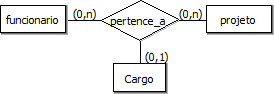 funcionario (0,n) pertence_a (0,n) projeto
(0,1)
Cargo